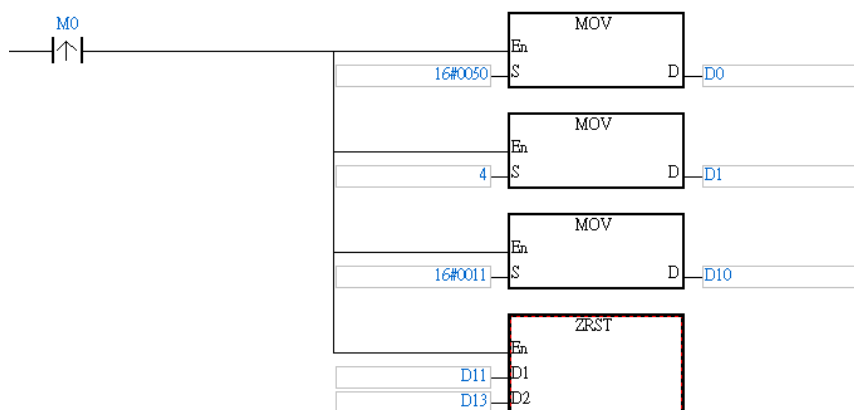 M0
MOV
En
16#0050 S D D0
MOV
En
4 S D D1
MOV
En
16#0011 S D D10
ZRST
En
D11 D1
D13 D2